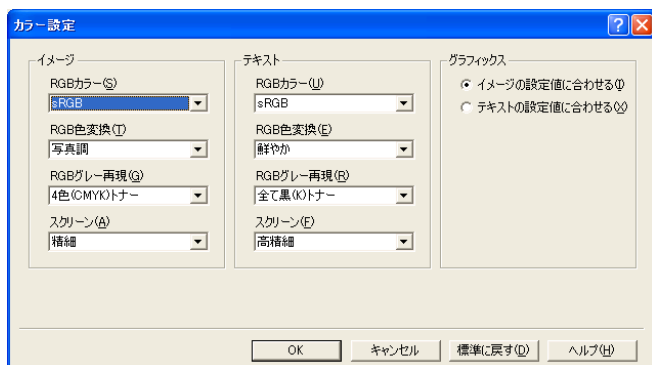 カラー設定
イメージ
RGBカラー(S)
sRGB
RGB色変換(T)
写真調
RGBグレー再現(G)
4色(CMYK)トナー
スクリーン(A)
精細
テキスト
RGBカラー(U)
sRGB
RGB色変換(E)
鮮やか
RGBグレー再現(R)
全て黒(K)トナー
スクリーン(F)
高精細
グラフィックス
イメージの設定値に合わせる(I)
テキストの設定値に合わせる(X)
OK
キャンセル
標準に戻す(D)
ヘルプ(H)